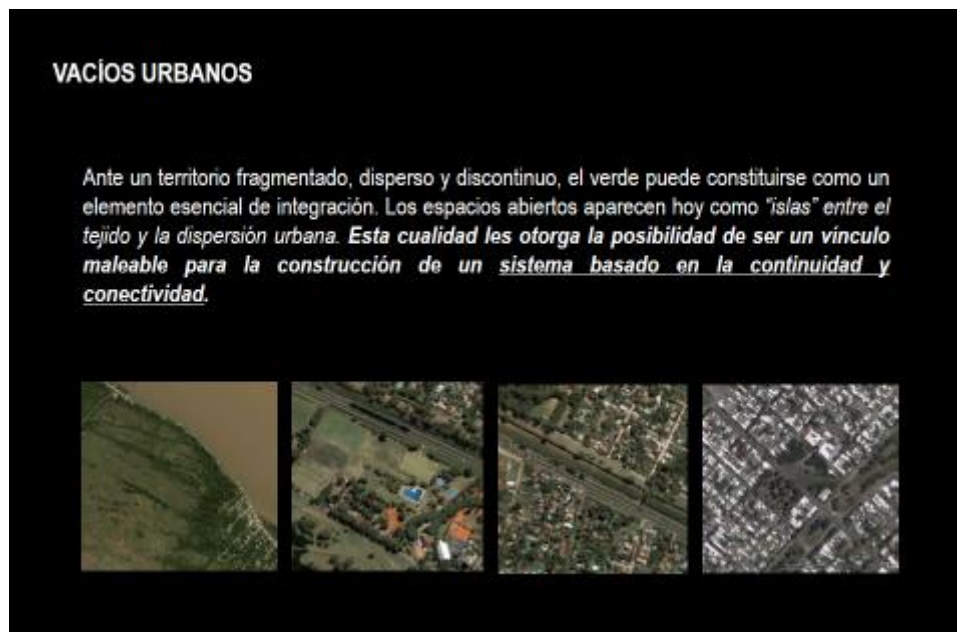 VACÍOS URBANOS
Ante un territorio fragmentado, disperso y discontinuo, el verde puede constituirse como un
elemento esencial de integración. Los espacios abiertos aparecen hoy como "islas" entre el
tejido y la dispersión urbana. Esta cualidad les otorga la posibilidad de ser un vínculo
maleable para la construcción de un sistema basado en la continuidad y
conectividad.